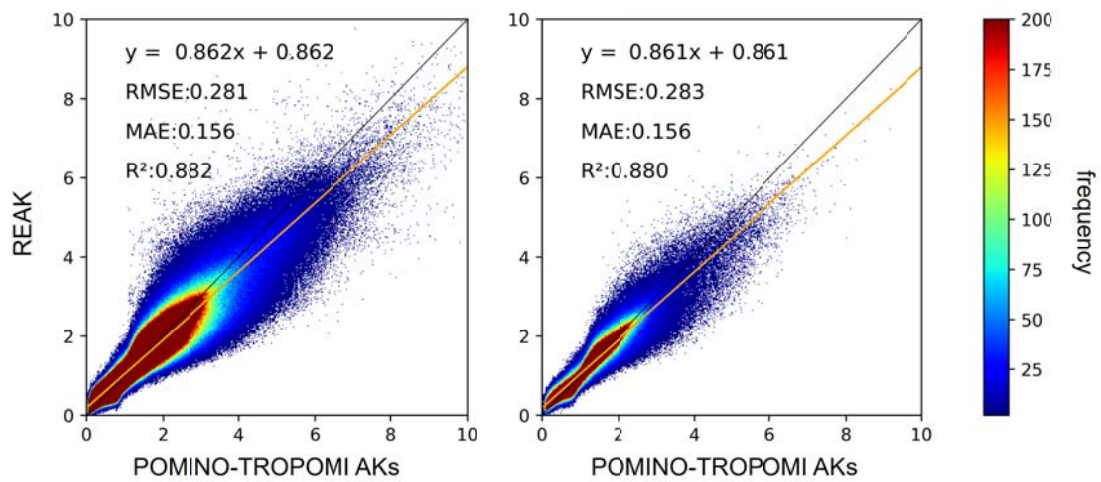 y = 0.862x + 0.862
RMSE:0.281
MAE:0.156
R²:0.882
REAK
10
8
6
4
2
0
0 2 4 6 8 10
POMINO-TROPOMI AKs
y = 0.861x + 0.861
RMSE:0.283
MAE:0.156
R²:0.880
10
8
6
4
2
0
0 2 4 6 8 10
POMINO-TROPOMI AKs
200
175
150
125
100
75
50
25
frequency